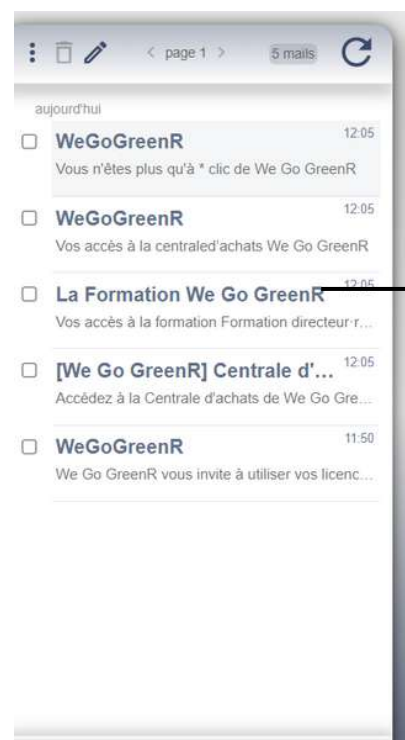 page 1
5 mails
aujourd'hui
WeGoGreenR 12:05
Vous n'êtes plus qu'à * clic de We Go GreenR
WeGoGreenR 12:05
Vos accès à la centraled'achats We Go GreenR
La Formation We Go GreenR 12:05
Vos accès à la formation Formation directeur·r...
[We Go GreenR] Centrale d'... 12:05
Accédez à la Centrale d'achats de We Go Gre...
WeGoGreenR 11:50
We Go GreenR vous invite à utiliser vos licenc...